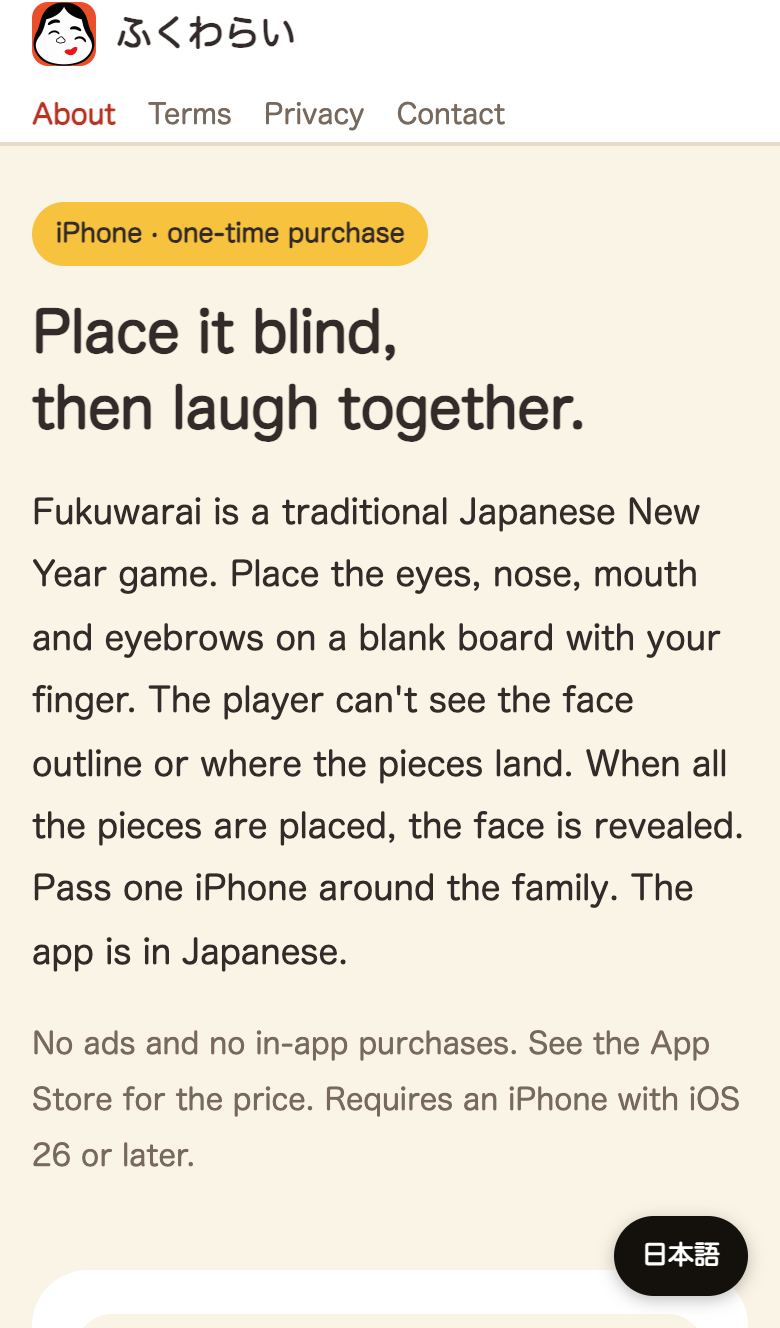 ふくわらい
About Terms Privacy Contact
iPhone · one-time purchase
Place it blind,
then laugh together.
Fukuwarai is a traditional Japanese New
Year game. Place the eyes, nose, mouth
and eyebrows on a blank board with your
finger. The player can't see the face
outline or where the pieces land. When all
the pieces are placed, the face is revealed.
Pass one iPhone around the family. The
app is in Japanese.
No ads and no in-app purchases. See the App
Store for the price. Requires an iPhone with iOS
26 or later.
日本語